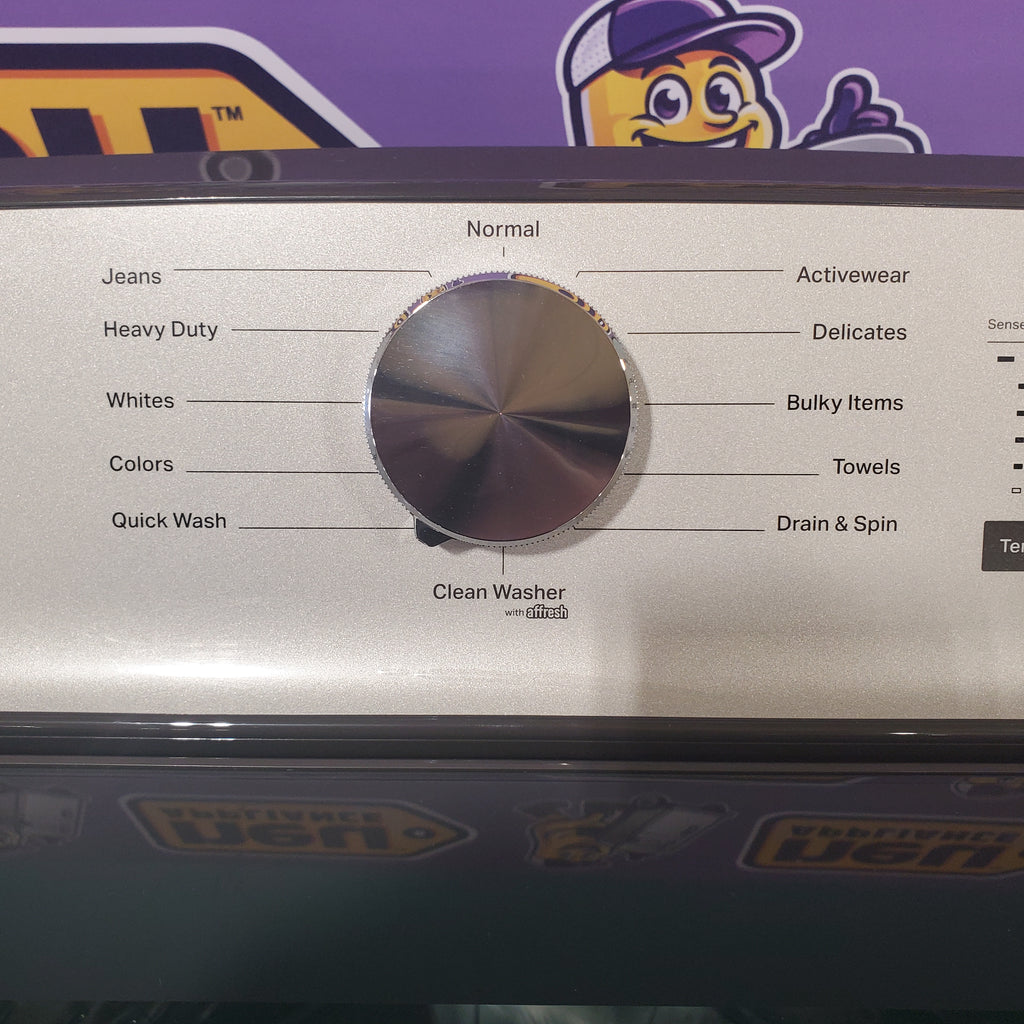 TM
Normal
Jeans
Activewear
Heavy Duty
Delicates
Whites
Bulky Items
Colors
Towels
Quick Wash
Drain & Spin
Clean Washer
with affresh